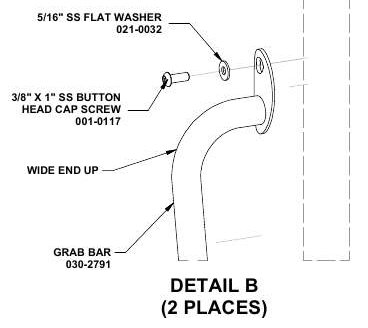 5/16" SS FLAT WASHER
021-0032
3/8" X 1" SS BUTTON
HEAD CAP SCREW
001-0117
WIDE END UP
GRAB BAR
030-2791
DETAIL B
(2 PLACES)